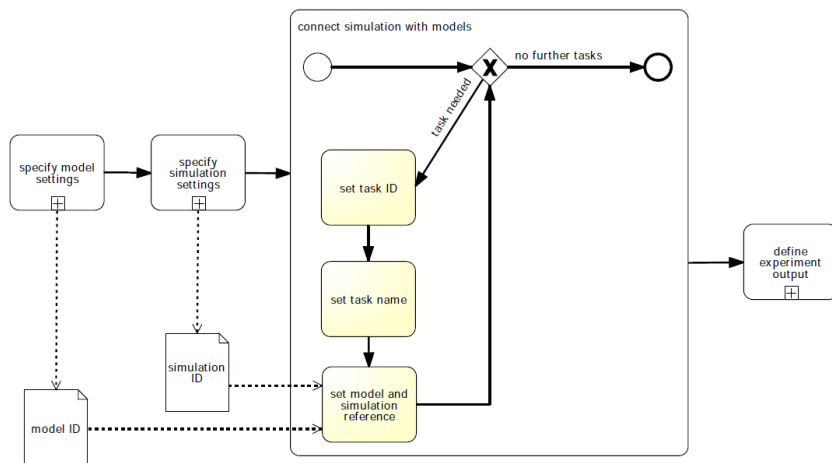 connect simulation with models
no further tasks
task needed
specify model
settings
specify
simulation
settings
set task ID
set task name
define
experiment
output
simulation
ID
set model and
simulation
reference
model ID